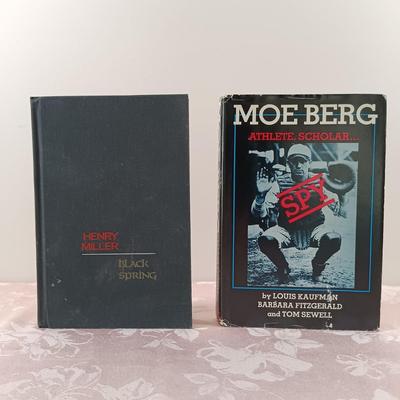 HENRY
MILLER
BLACK
SPRING
MOE BERG
ATHLETE, SCHOLAR...
SPY
by LOUIS KAUFMAN
BARBARA FITZGERALD
and TOM SEWELL